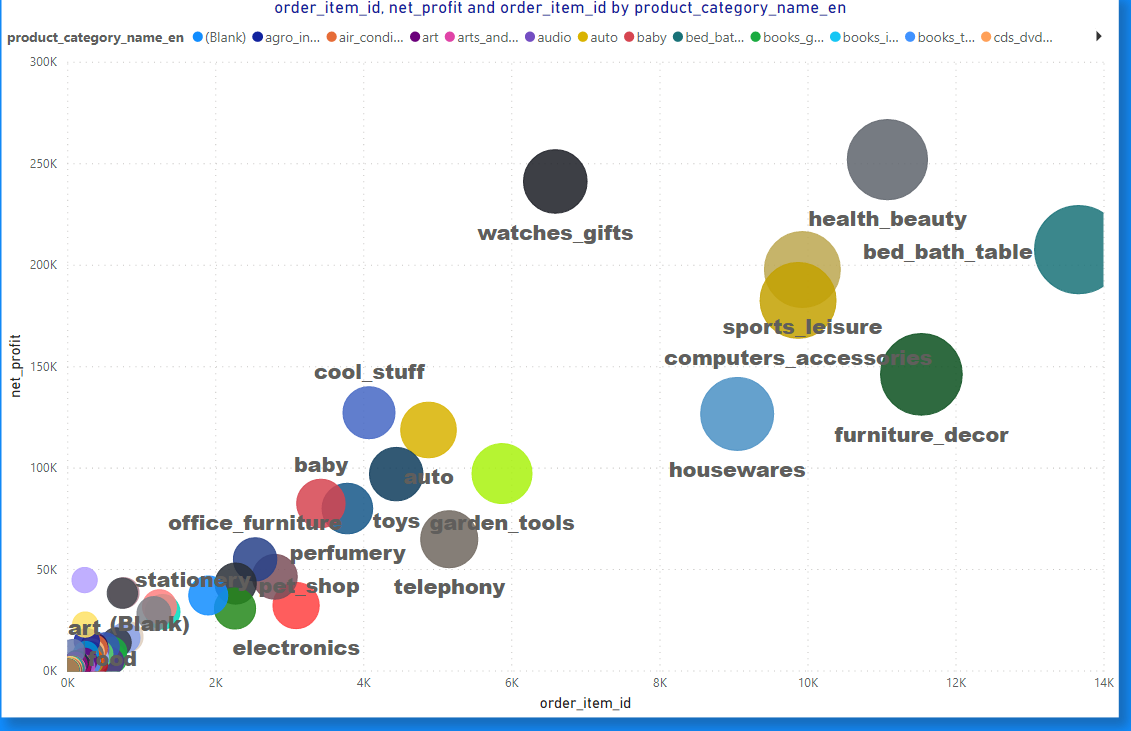 order_item_id, net_profit and order_item_id by product_category_name_en
product_category_name_en (Blank) agro_in... air_condi... art arts_and... audio auto baby bed_bat... books_g... books_i... books_t... cds_dvd...
300K
250K
200K
150K
100K
50K
0K
net_profit
watches_gifts
health_beauty
bed_bath_table
sports_leisure
computers_accessories
cool_stuff
furniture_decor
baby
auto
housewares
office_furniture
toys
garden_tools
perfumery
stationery
pet_shop
telephony
art
(Blank)
electronics
food
0K 2K 4K 6K 8K 10K 12K 14K
order_item_id